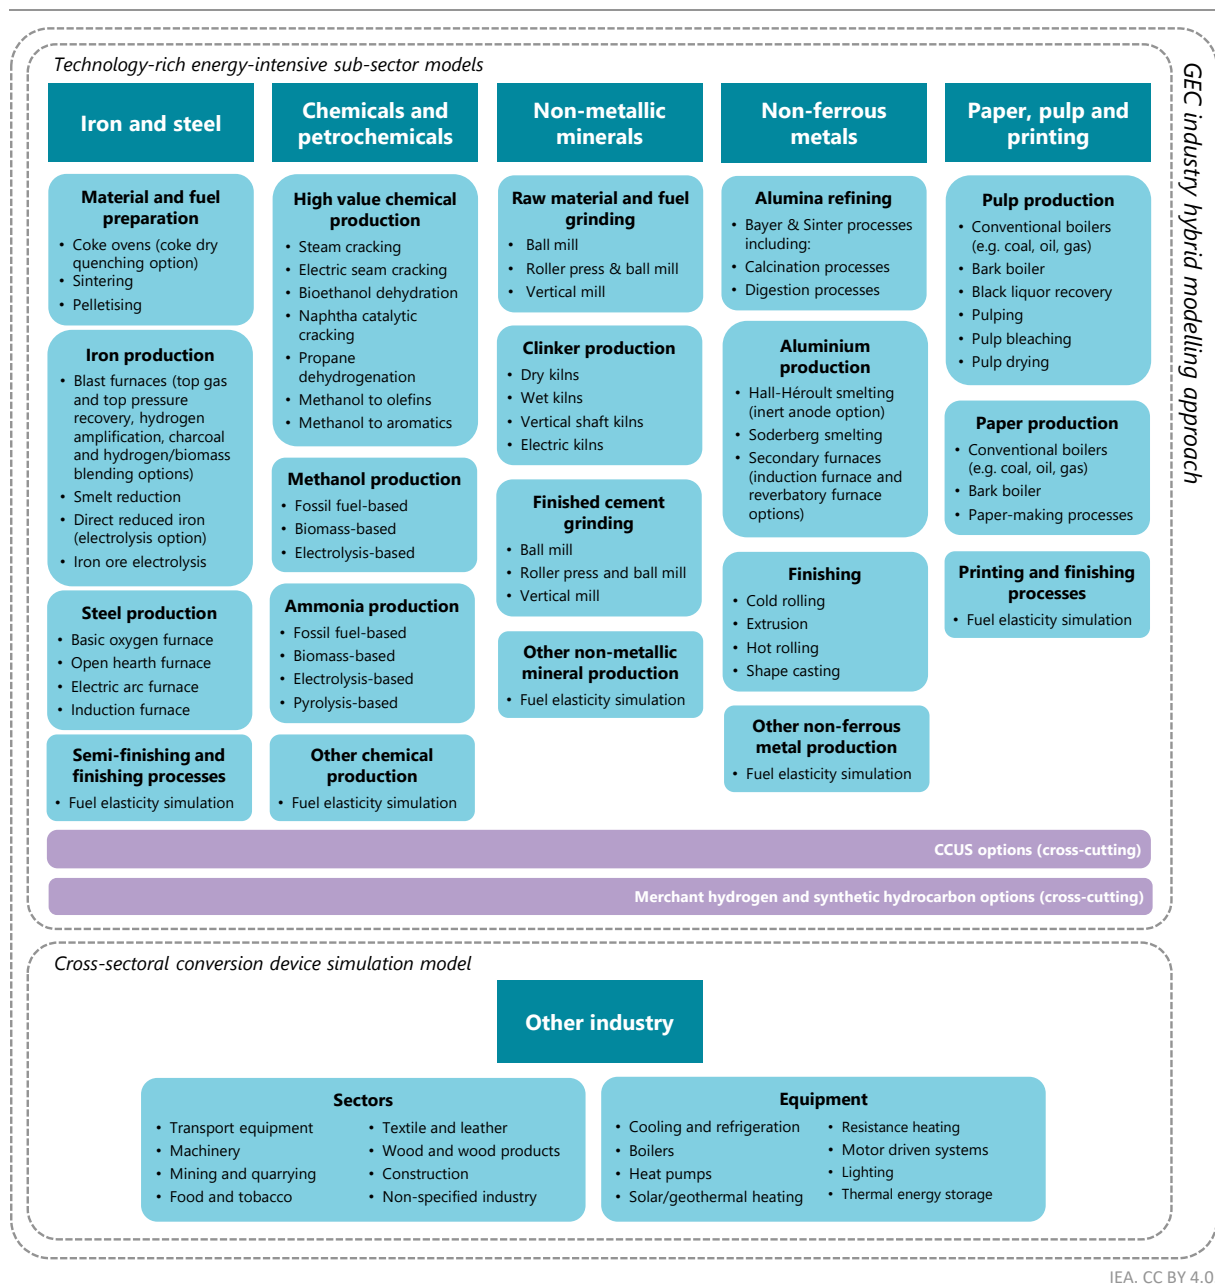 Technology-rich energy-intensive sub-sector models
GEC industry hybrid modelling approach
Iron and steel
Material and fuel
preparation
• Coke ovens (coke dry
quenching option)
• Sintering
• Pelletising
Iron production
• Blast furnaces (top gas
and top pressure
recovery, hydrogen
amplification, charcoal
and hydrogen/biomass
blending options)
• Smelt reduction
• Direct reduced iron
(electrolysis option)
• Iron ore electrolysis
Steel production
• Basic oxygen furnace
• Open hearth furnace
• Electric arc furnace
• Induction furnace
Semi-finishing and
finishing processes
• Fuel elasticity simulation
Chemicals and
petrochemicals
High value chemical
production
• Steam cracking
• Electric seam cracking
• Bioethanol dehydration
• Naphtha catalytic
cracking
• Propane
dehydrogenation
• Methanol to olefins
• Methanol to aromatics
Methanol production
• Fossil fuel-based
• Biomass-based
• Electrolysis-based
Ammonia production
• Fossil fuel-based
• Biomass-based
• Electrolysis-based
• Pyrolysis-based
Other chemical
production
• Fuel elasticity simulation
Non-metallic
minerals
Raw material and fuel
grinding
• Ball mill
• Roller press & ball mill
• Vertical mill
Clinker production
• Dry kilns
• Wet kilns
• Vertical shaft kilns
• Electric kilns
Finished cement
grinding
• Ball mill
• Roller press and ball mill
• Vertical mill
Other non-metallic
mineral production
• Fuel elasticity simulation
Non-ferrous
metals
Alumina refining
• Bayer & Sinter processes
including:
• Calcination processes
• Digestion processes
Aluminium
production
• Hall-Héroult smelting
(inert anode option)
• Soderberg smelting
• Secondary furnaces
(induction furnace and
reverbatory furnace
options)
Finishing
• Cold rolling
• Extrusion
• Hot rolling
• Shape casting
Other non-ferrous
metal production
• Fuel elasticity simulation
Paper, pulp and
printing
Pulp production
• Conventional boilers
(e.g. coal, oil, gas)
• Bark boiler
• Black liquor recovery
• Pulping
• Pulp bleaching
• Pulp drying
Paper production
• Conventional boilers
(e.g. coal, oil, gas)
• Bark boiler
• Paper-making processes
Printing and finishing
processes
• Fuel elasticity simulation
CCUS options (cross-cutting)
Merchant hydrogen and synthetic hydrocarbon options (cross-cutting)
Cross-sectoral conversion device simulation model
Other industry
Sectors
• Transport equipment
• Machinery
• Mining and quarrying
• Food and tobacco
• Textile and leather
• Wood and wood products
• Construction
• Non-specified industry
Equipment
• Cooling and refrigeration
• Boilers
• Heat pumps
• Solar/geothermal heating
• Resistance heating
• Motor driven systems
• Lighting
• Thermal energy storage
IEA. CC BY 4.0